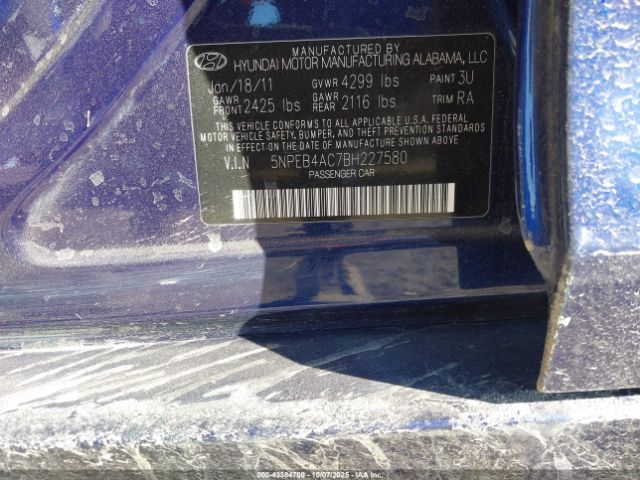 MANUFACTURED BY
HYUNDAI MOTOR MANUFACTURING ALABAMA, LLC
Jan/18/11 GVWR 4299 lbs PAINT 3U
GAWR FRONT 2425 lbs GAWR REAR 2116 lbs TRIM RA
THIS VEHICLE CONFORMS TO ALL APPLICABLE U.S.A. FEDERAL
MOTOR VEHICLE SAFETY, BUMPER, AND THEFT PREVENTION STANDARDS
IN EFFECT ON THE DATE OF MANUFACTURE SHOWN ABOVE
V.I.N 5NPEB4AC7BH227580
PASSENGER CAR
000-43384709 - 10/07/2025 - IAAI.COM